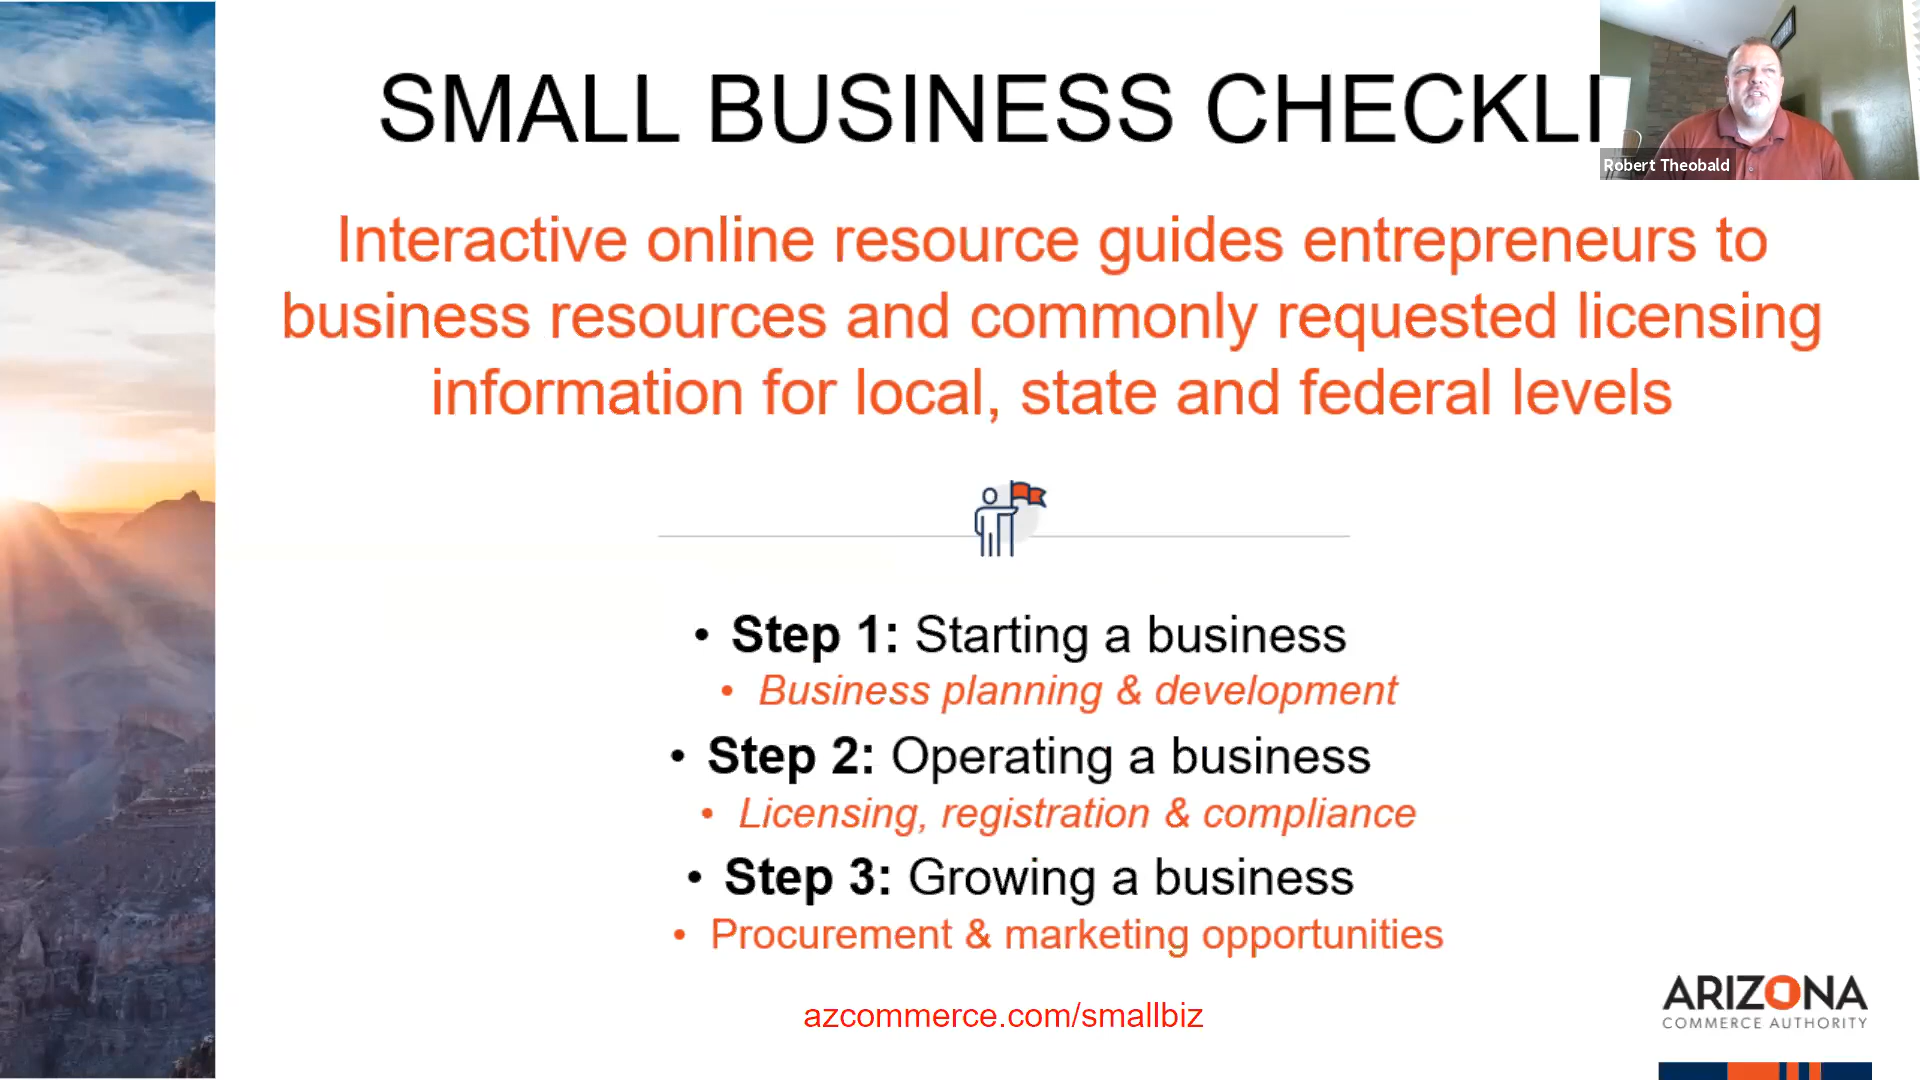 SMALL BUSINESS CHECKLI
Robert Theobald
Interactive online resource guides entrepreneurs to
business resources and commonly requested licensing
information for local, state and federal levels
• Step 1: Starting a business
• Business planning & development
• Step 2: Operating a business
• Licensing, registration & compliance
• Step 3: Growing a business
• Procurement & marketing opportunities
azcommerce.com/smallbiz
ARIZONA
COMMERCE AUTHORITY